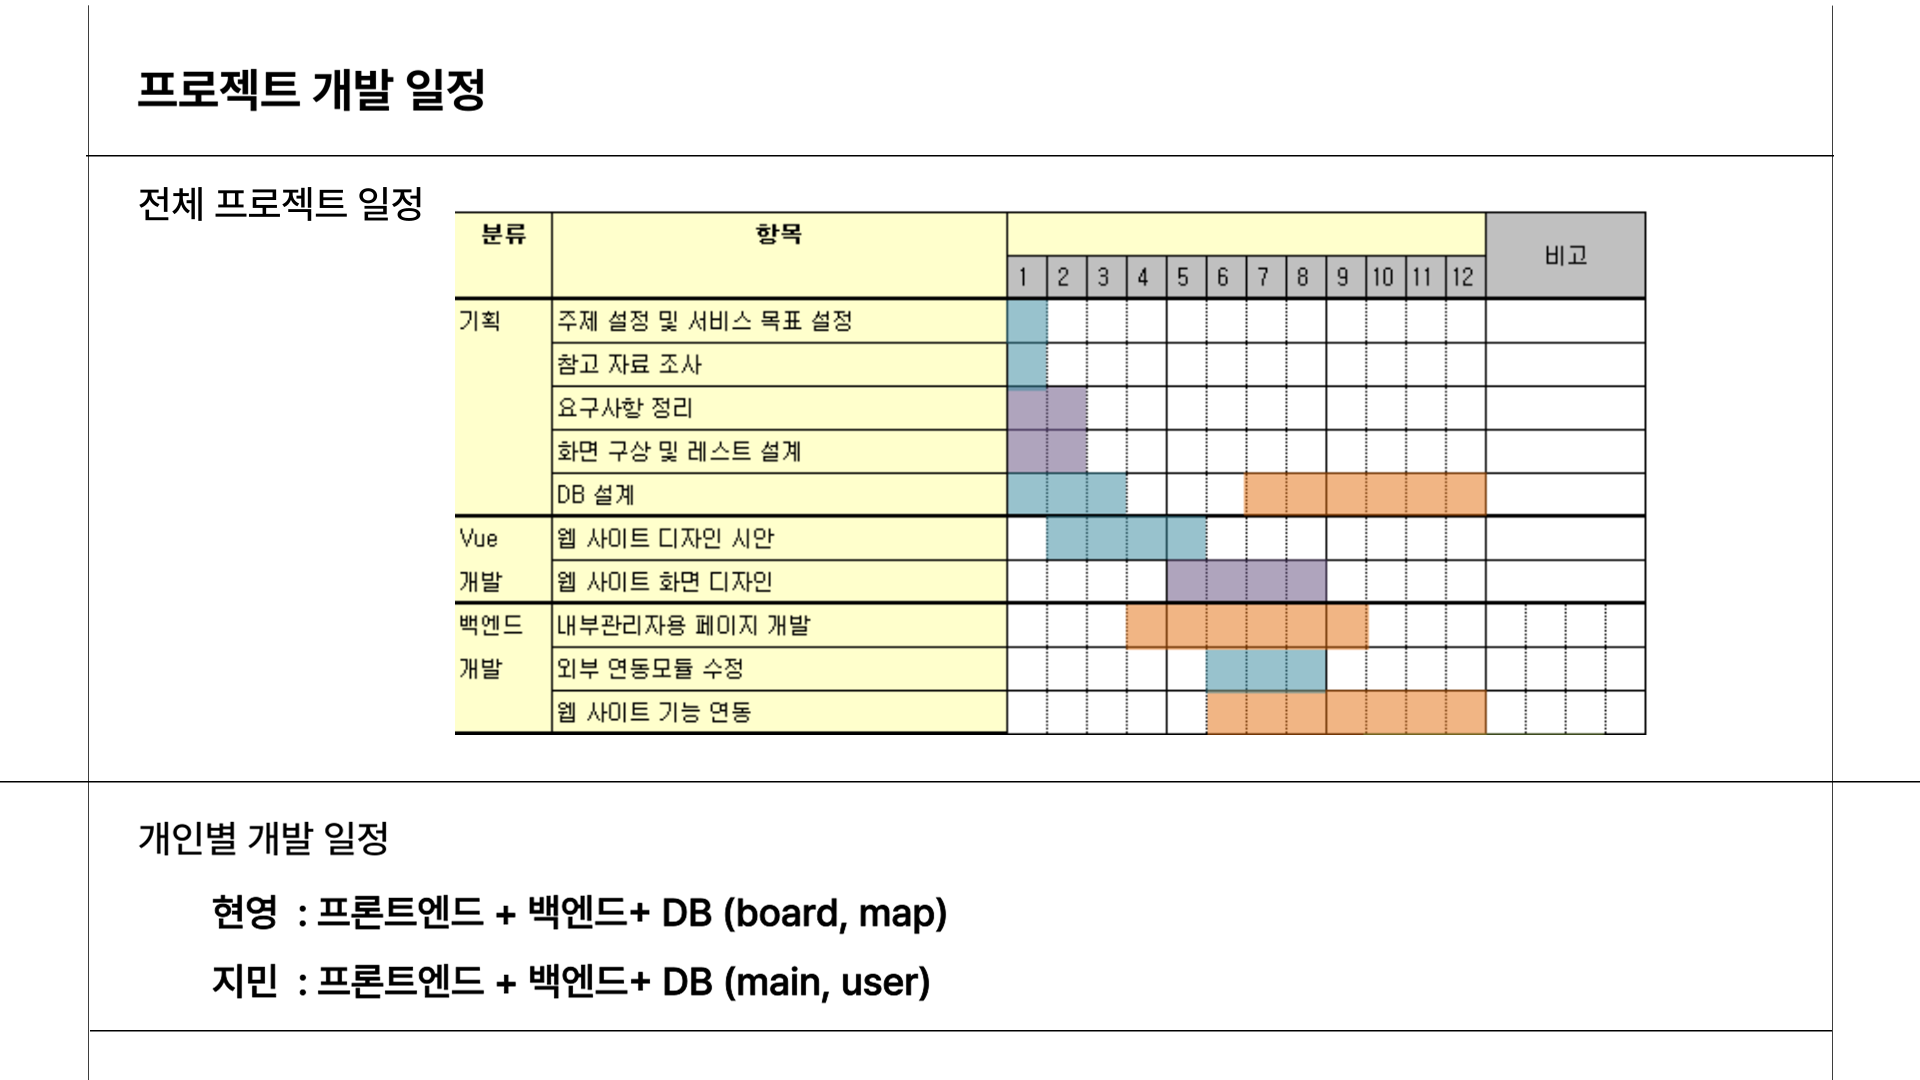 프로젝트 개발 일정
전체 프로젝트 일정
분류 항목 비고
1 2 3 4 5 6 7 8 9 10 11 12
기획 주제 설정 및 서비스 목표 설정
참고 자료 조사
요구사항 정리
화면 구상 및 레스트 설계
DB 설계
Vue 웹 사이트 디자인 시안
개발 웹 사이트 화면 디자인
백엔드 내부관리자용 페이지 개발
개발 외부 연동모듈 수정
웹 사이트 기능 연동
개인별 개발 일정
현영 : 프론트엔드 + 백엔드+ DB (board, map)
지민 : 프론트엔드 + 백엔드+ DB (main, user)